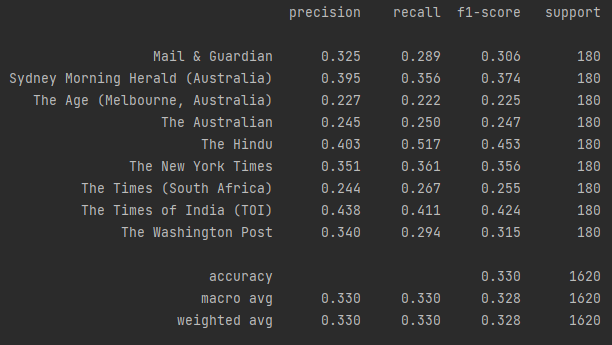 precision recall f1-score support
Mail & Guardian 0.325 0.289 0.306 180
Sydney Morning Herald (Australia) 0.395 0.356 0.374 180
The Age (Melbourne, Australia) 0.227 0.222 0.225 180
The Australian 0.245 0.250 0.247 180
The Hindu 0.403 0.517 0.453 180
The New York Times 0.351 0.361 0.356 180
The Times (South Africa) 0.244 0.267 0.255 180
The Times of India (TOI) 0.438 0.411 0.424 180
The Washington Post 0.340 0.294 0.315 180
accuracy 0.330 1620
macro avg 0.330 0.330 0.328 1620
weighted avg 0.330 0.330 0.328 1620